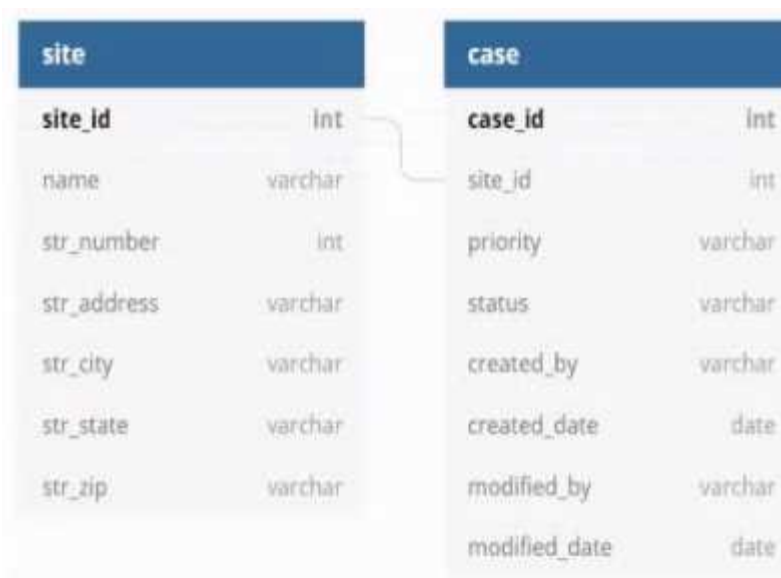 site
site_id int
name varchar
str_number int
str_address varchar
str_city varchar
str_state varchar
str_zip varchar
case
case_id int
site_id int
priority varchar
status varchar
created_by varchar
created_date date
modified_by varchar
modified_date date